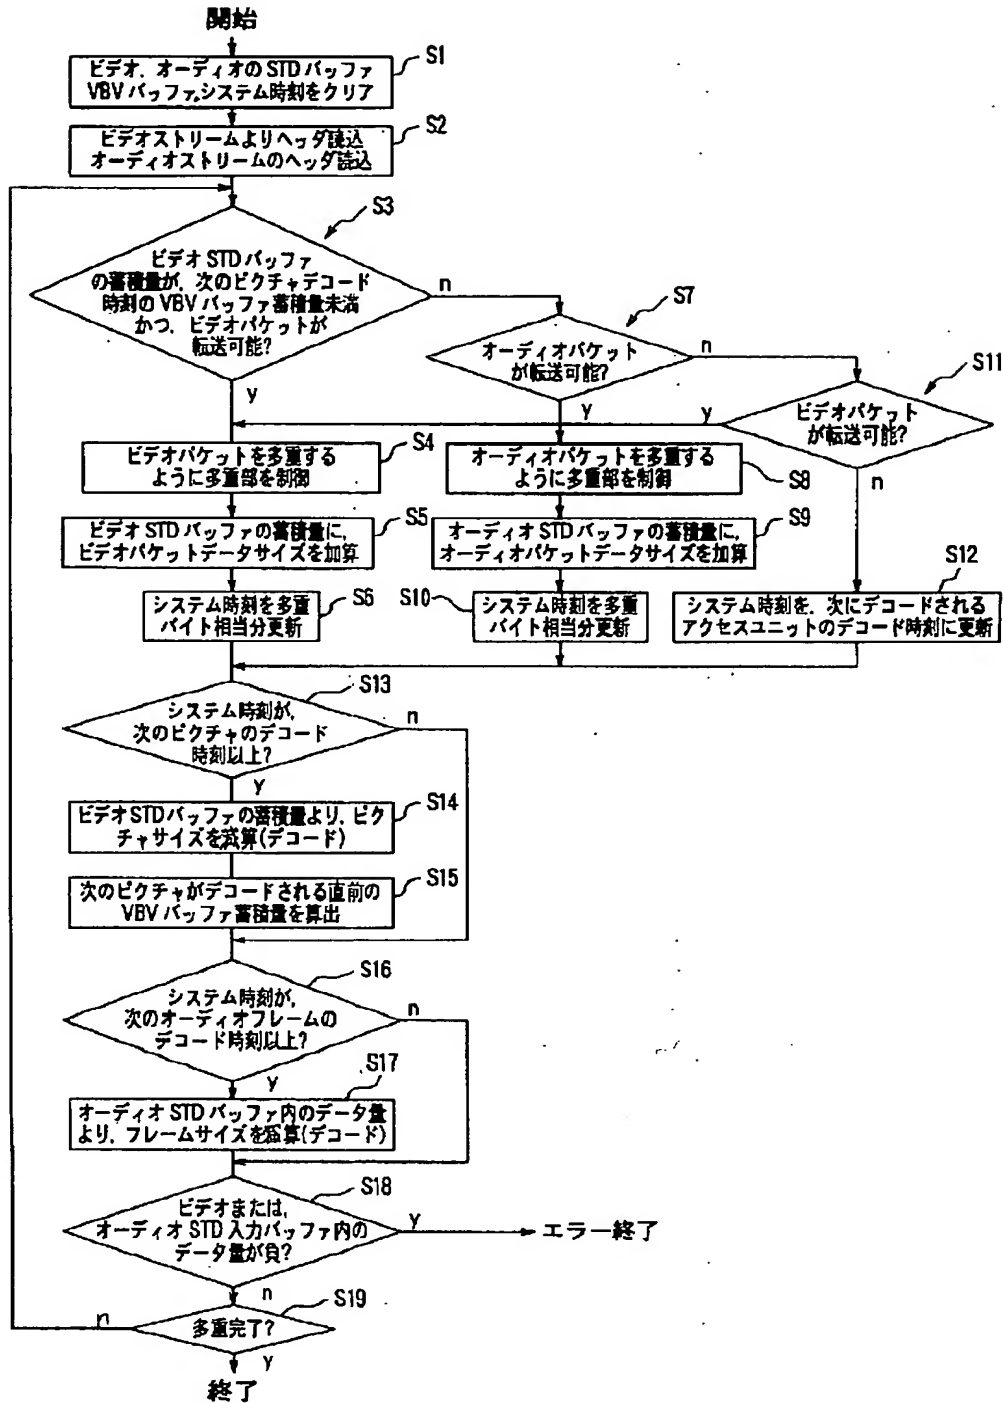 開始
S1
ビデオ、オーディオのSTDバッファ
VBVバッファ、システム時刻をクリア
S2
ビデオストリームよりヘッダ読込
オーディオストリームのヘッダ読込
S3
ビデオSTDバッファ
の蓄積量が、次のピクチャデコード
時刻のVBVバッファ蓄積量未満
かつ、ビデオパケットが
転送可能?
n
y
S7
オーディオパケット
が転送可能?
n
y
S11
ビデオパケット
が転送可能?
y
n
S4
ビデオパケットを多重する
ように多重部を制御
S8
オーディオパケットを多重する
ように多重部を制御
S5
ビデオSTDバッファの蓄積量に、
ビデオパケットデータサイズを加算
S9
オーディオSTDバッファの蓄積量に、
オーディオパケットデータサイズを加算
S6
システム時刻を多重
バイト相当分更新
S10
システム時刻を多重
バイト相当分更新
S12
システム時刻を、次にデコードされる
アクセスユニットのデコード時刻に更新
S13
システム時刻が、
次のピクチャのデコード
時刻以上?
n
y
S14
ビデオSTDバッファの蓄積量より、ピク
チャサイズを減算(デコード)
S15
次のピクチャがデコードされる直前の
VBVバッファ蓄積量を算出
S16
システム時刻が、
次のオーディオフレームの
デコード時刻以上?
n
y
S17
オーディオSTDバッファ内のデータ量
より、フレームサイズを減算(デコード)
S18
ビデオまたは、
オーディオSTD入力バッファ内の
データ量が負?
y
エラー終了
n
S19
多重完了?
n
y
終了